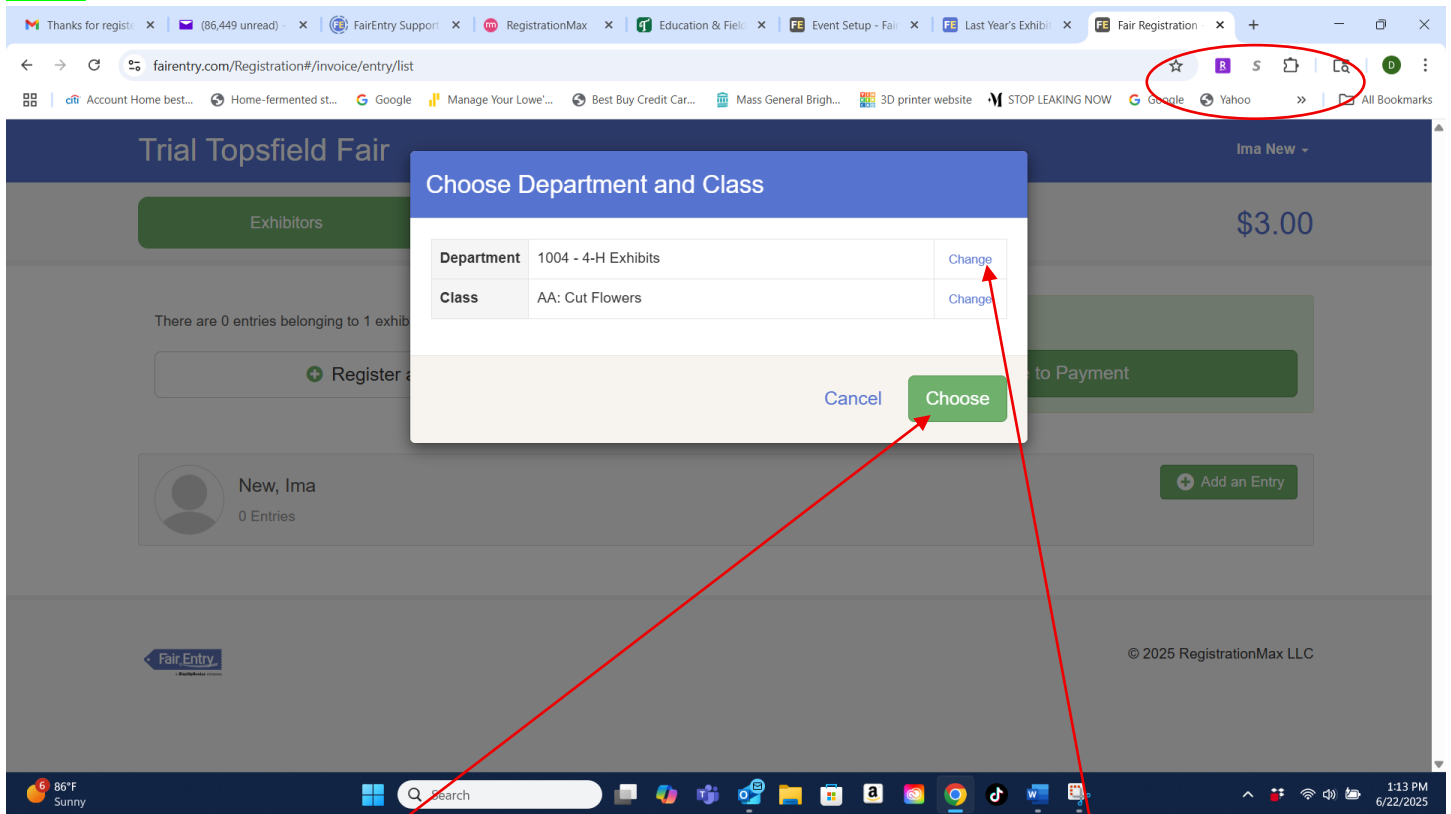 Thanks for registe
(86,449 unread) -
FairEntry Support
RegistrationMax
Education & Field
Event Setup - Fair
Last Year's Exhibit
Fair Registration -
fairentry.com/Registration#/invoice/entry/list
Account Home best...
Home-fermented st...
Google
Manage Your Lowe'...
Best Buy Credit Car...
Mass General Brigh...
3D printer website
STOP LEAKING NOW
Google
Yahoo
»
All Bookmarks
Trial Topsfield Fair
Ima New
Choose Department and Class
Exhibitors
$3.00
Department 1004 - 4-H Exhibits Change
Class AA: Cut Flowers Change
There are 0 entries belonging to 1 exhib
Register a
to Payment
Cancel
Choose
New, Ima
0 Entries
Add an Entry
FairEntry
© 2025 RegistrationMax LLC
6
86°F
Sunny
Search
1:13 PM
6/22/2025